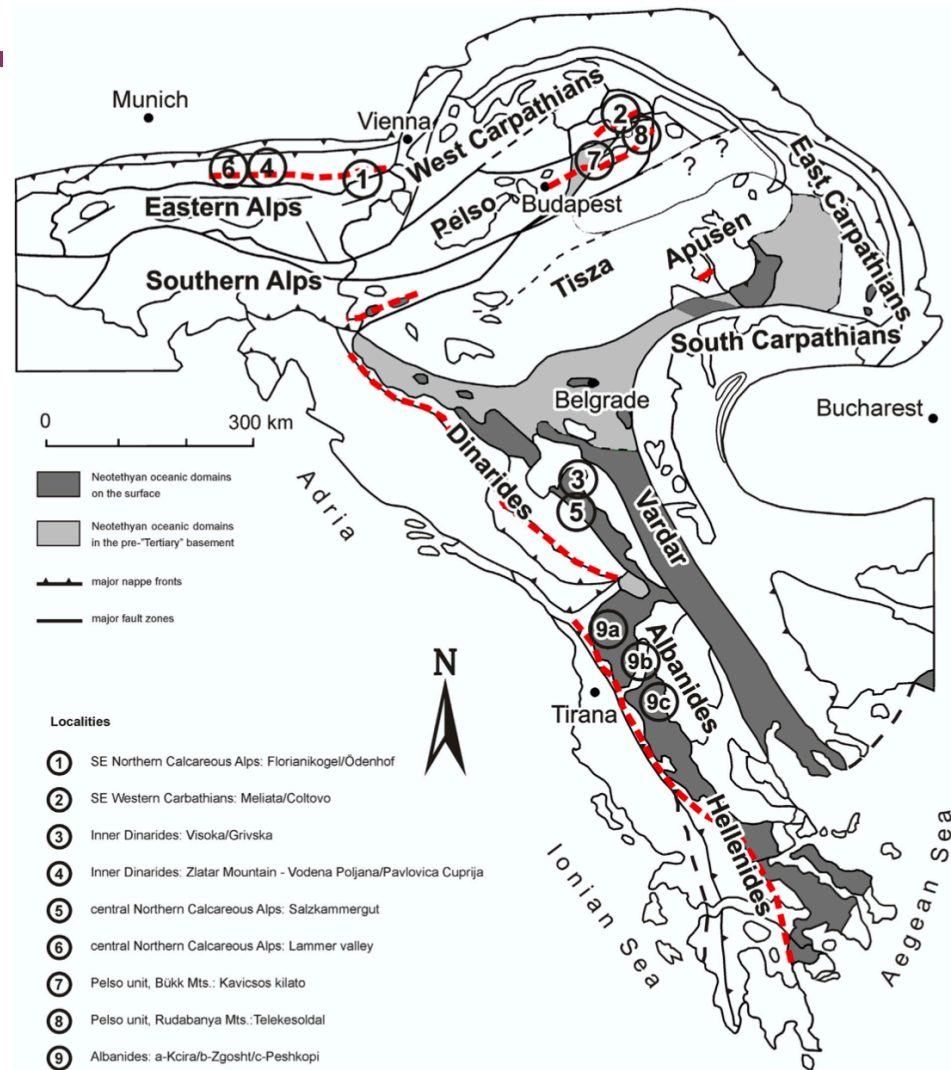 Munich
Vienna
West Carpathians
2
8
7
? ?
East Carpathians
6 4 1
Eastern Alps
Budapest
Pelso
Apusen
Tisza
Southern Alps
South Carpathians
Belgrade
Bucharest
0 300 km
Dinarides
3
5
Vardar
Adria
Neotethyan oceanic domains
on the surface
Neotethyan oceanic domains
in the pre-"Tertiary" basement
major nappe fronts
major fault zones
9a
9b
9c
Albanides
Tirana
N
Hellenides
Ionian Sea
Aegean Sea
Localities
1 SE Northern Calcareous Alps: Florianikogel/Ödenhof
2 SE Western Carbathians: Meliata/Coltovo
3 Inner Dinarides: Visoka/Grivska
4 Inner Dinarides: Zlatar Mountain - Vodena Poljana/Pavlovica Cuprija
5 central Northern Calcareous Alps: Salzkammergut
6 central Northern Calcareous Alps: Lammer valley
7 Pelso unit, Bükk Mts.: Kavicsos kilato
8 Pelso unit, Rudabanya Mts.:Telekesoldal
9 Albanides: a-Kcira/b-Zgosht/c-Peshkopi